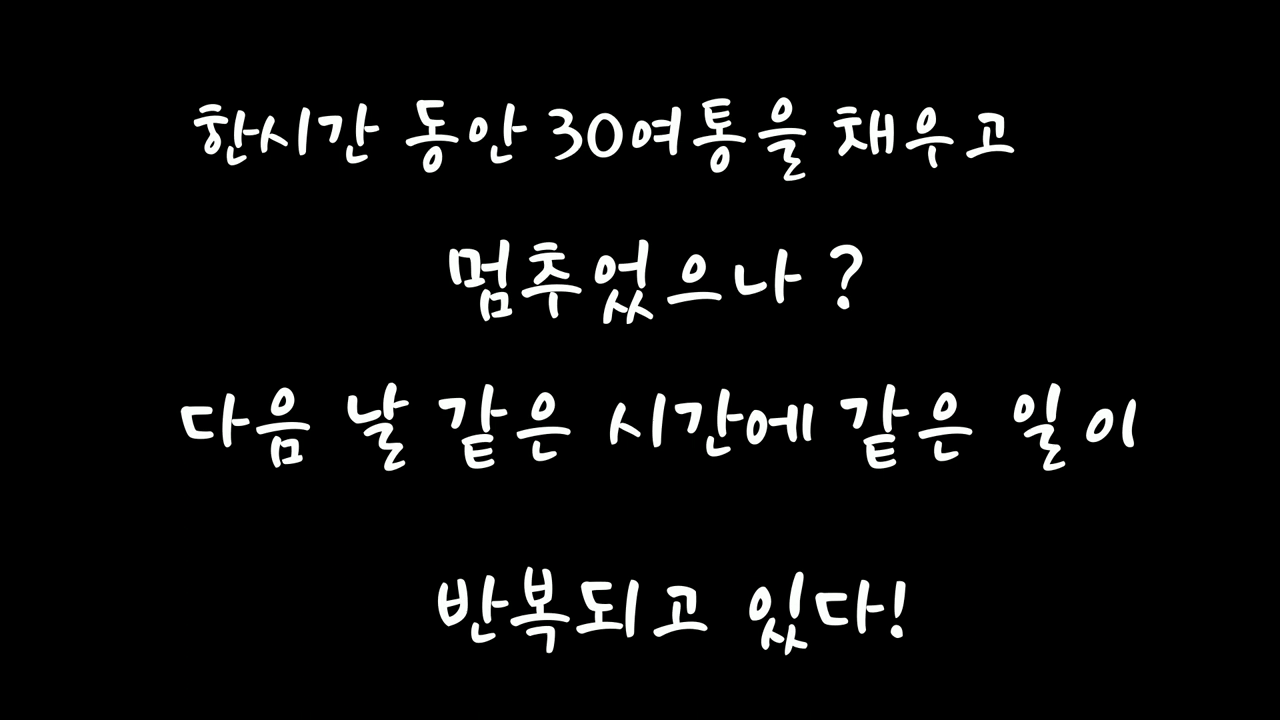 한시간 동안 30여통을 채우고
멈추었으나 ?
다음 날 같은 시간에 같은 일이
반복되고 있다!